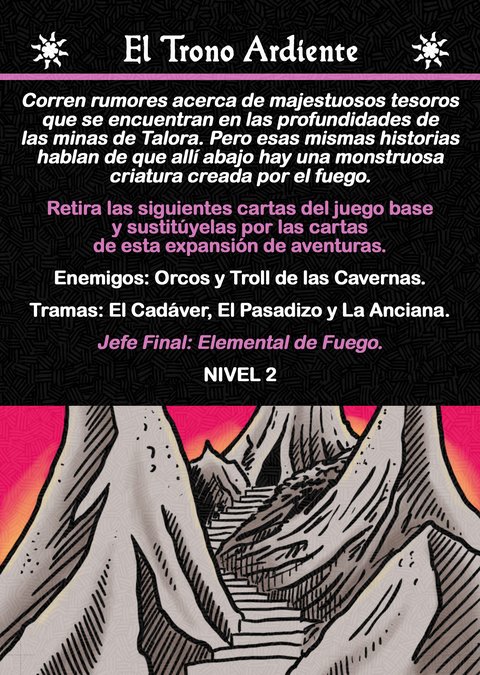 El Trono Ardiente
Corren rumores acerca de majestuosos tesoros
que se encuentran en las profundidades de
las minas de Talora. Pero esas mismas historias
hablan de que allí abajo hay una monstruosa
criatura creada por el fuego.
Retira las siguientes cartas del juego base
y sustitúyelas por las cartas
de esta expansión de aventuras.
Enemigos: Orcos y Troll de las Cavernas.
Tramas: El Cadáver, El Pasadizo y La Anciana.
Jefe Final: Elemental de Fuego.
NIVEL 2